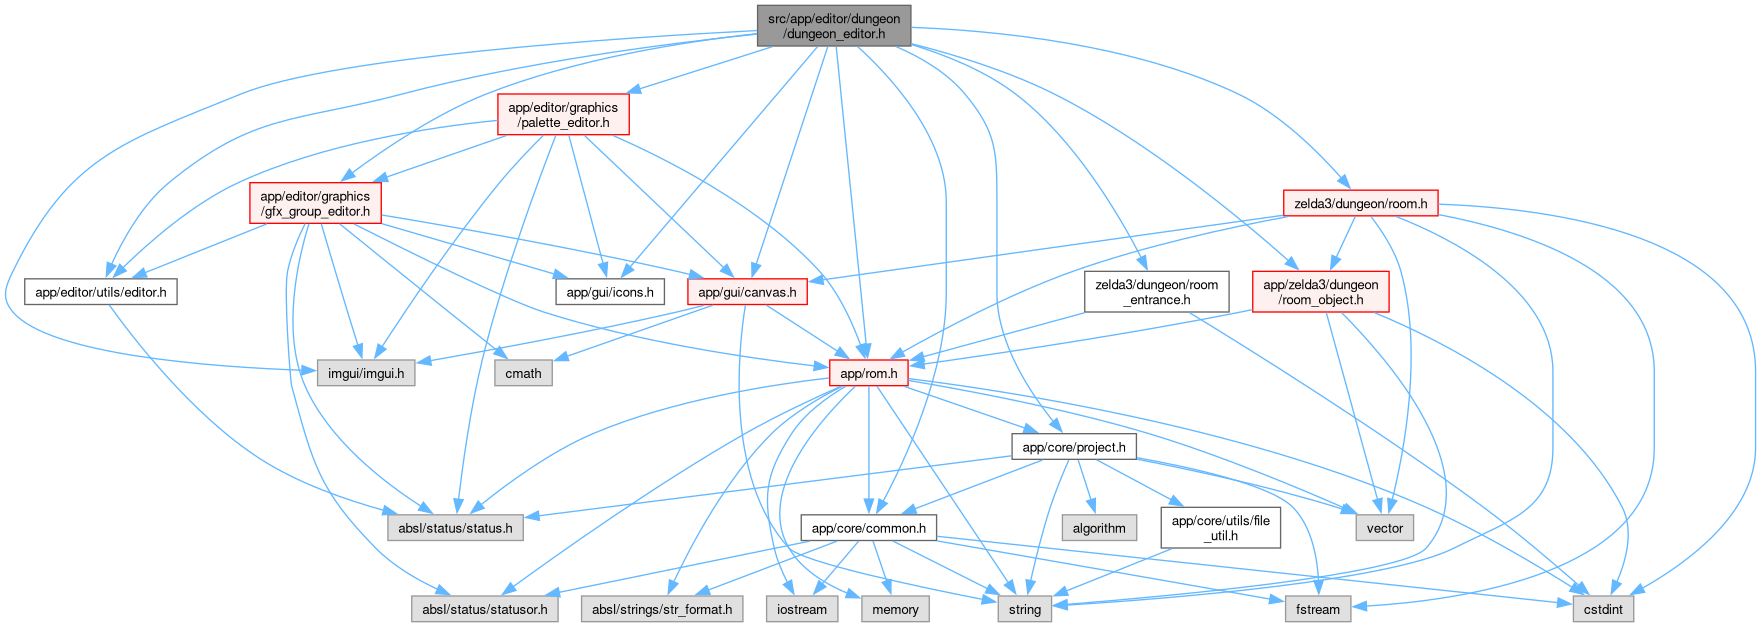 src/app/editor/dungeon
/dungeon_editor.h
app/editor/graphics
/palette_editor.h
app/editor/graphics
/gfx_group_editor.h
zelda3/dungeon/room.h
app/editor/utils/editor.h
app/gui/icons.h
app/gui/canvas.h
zelda3/dungeon/room
_entrance.h
app/zelda3/dungeon
/room_object.h
imgui/imgui.h
cmath
app/rom.h
app/core/project.h
absl/status/status.h
app/core/common.h
algorithm
app/core/utils/file
_util.h
vector
absl/status/statusor.h
absl/strings/str_format.h
iostream
memory
string
fstream
cstdint